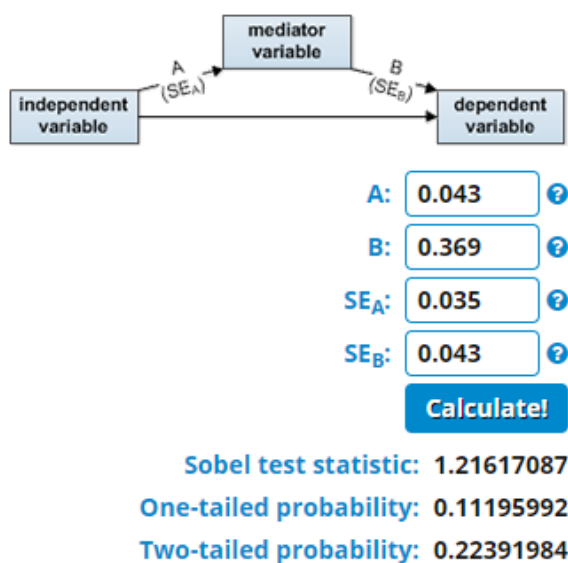 mediator
variable
A
(SEA)
B
(SEB)
independent
variable
dependent
variable
A: 0.043 ?
B: 0.369 ?
SEA: 0.035 ?
SEB: 0.043 ?
Calculate!
Sobel test statistic: 1.21617087
One-tailed probability: 0.11195992
Two-tailed probability: 0.22391984